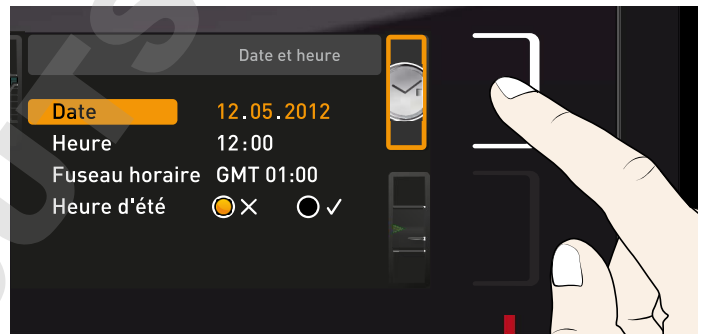 Date et heure
Date 12.05.2012
Heure 12:00
Fuseau horaire GMT 01:00
Heure d'été